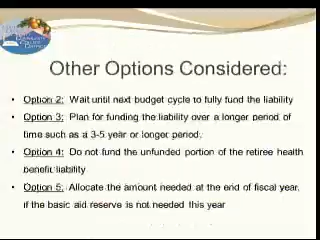 Other Options Considered:
• Option 2: Wait until next budget cycle to fully fund the liability
• Option 3: Plan for funding the liability over a longer period of
time such as a 3-5 year or longer period.
• Option 4: Do not fund the unfunded portion of the retiree health
benefit liability
• Option 5: Allocate the amount needed at the end of fiscal year,
if the basic aid reserve is not needed this year